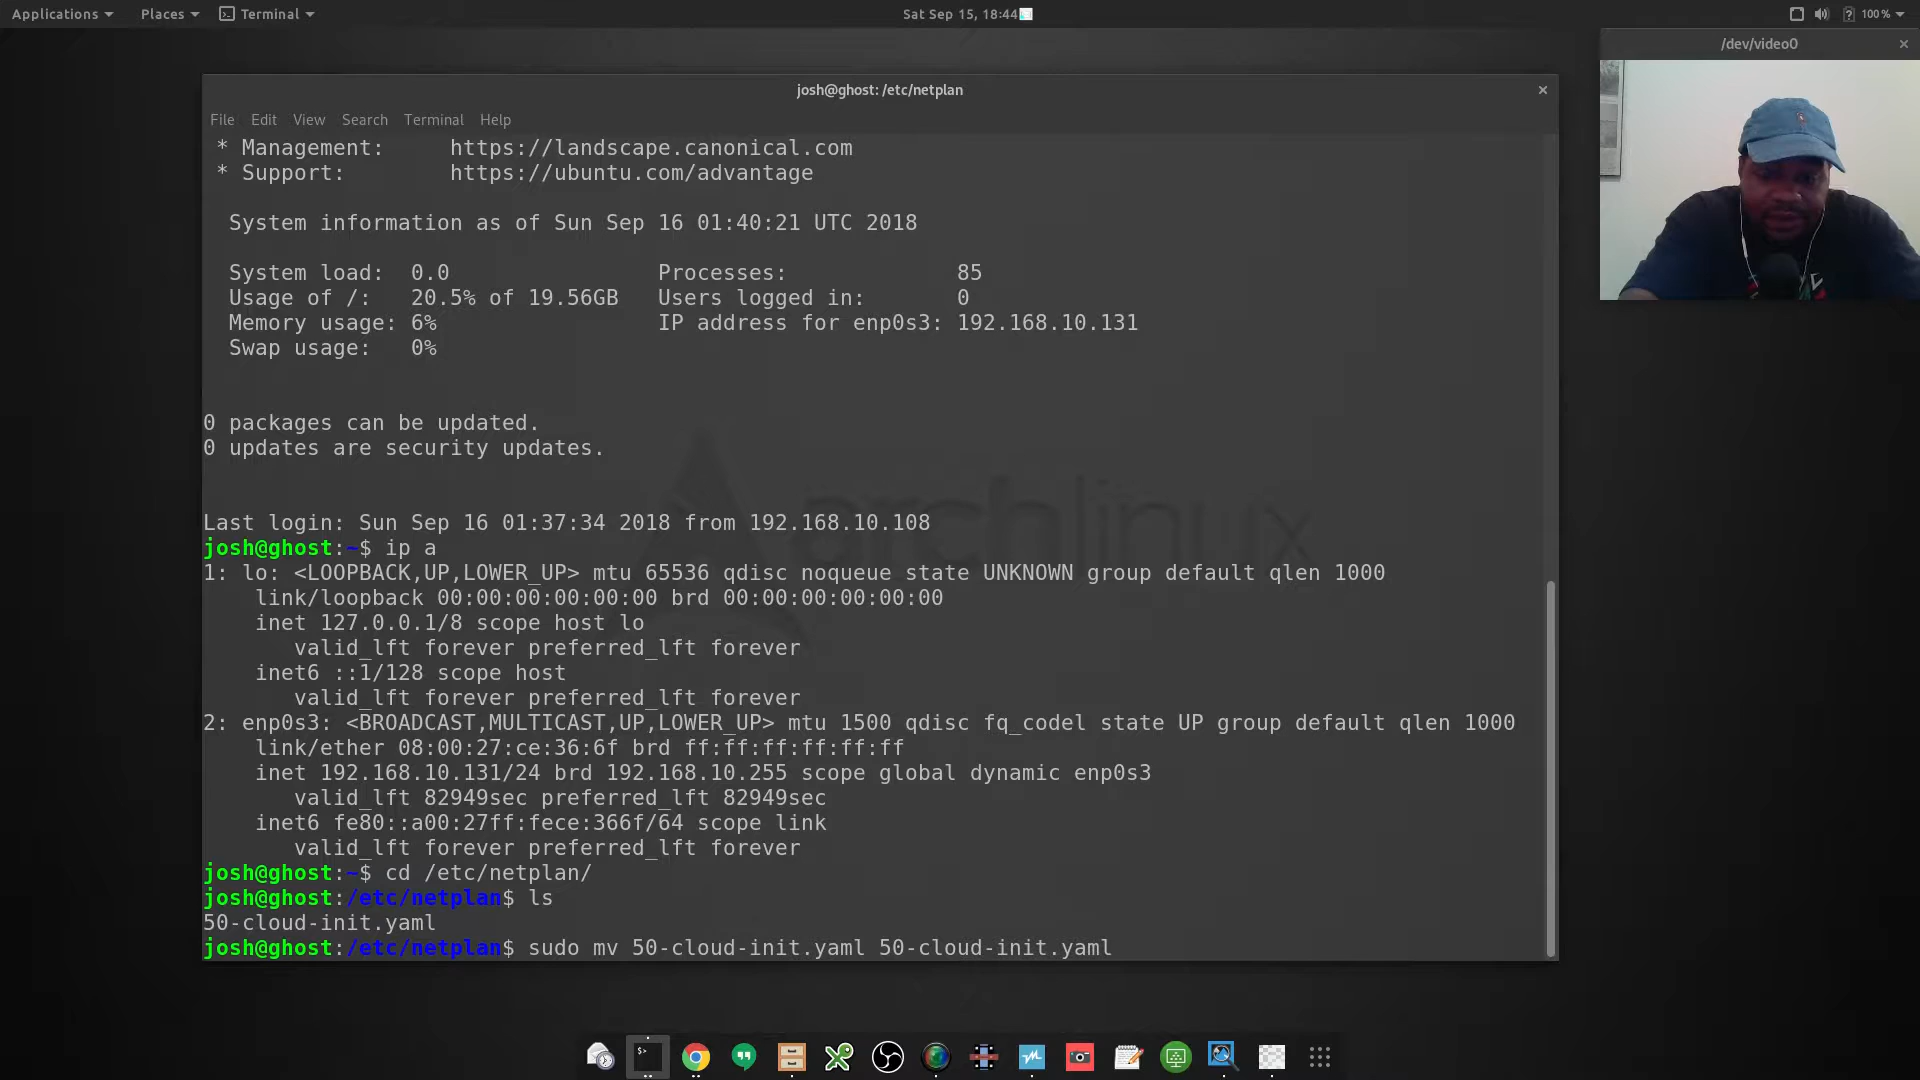 Applications Places Terminal Sat Sep 15, 18:44 100 %
/dev/video0
josh@ghost: /etc/netplan
File Edit View Search Terminal Help
* Management: https://landscape.canonical.com
* Support: https://ubuntu.com/advantage
System information as of Sun Sep 16 01:40:21 UTC 2018
System load: 0.0 Processes: 85
Usage of /: 20.5% of 19.56GB Users logged in: 0
Memory usage: 6% IP address for enp0s3: 192.168.10.131
Swap usage: 0%
0 packages can be updated.
0 updates are security updates.
archlinux
Last login: Sun Sep 16 01:37:34 2018 from 192.168.10.108
josh@ghost:~$ ip a
1: lo: <LOOPBACK,UP,LOWER_UP> mtu 65536 qdisc noqueue state UNKNOWN group default qlen 1000
link/loopback 00:00:00:00:00:00 brd 00:00:00:00:00:00
inet 127.0.0.1/8 scope host lo
valid_lft forever preferred_lft forever
inet6 ::1/128 scope host
valid_lft forever preferred_lft forever
2: enp0s3: <BROADCAST,MULTICAST,UP,LOWER_UP> mtu 1500 qdisc fq_codel state UP group default qlen 1000
link/ether 08:00:27:ce:36:6f brd ff:ff:ff:ff:ff:ff
inet 192.168.10.131/24 brd 192.168.10.255 scope global dynamic enp0s3
valid_lft 82949sec preferred_lft 82949sec
inet6 fe80::a00:27ff:fece:366f/64 scope link
valid_lft forever preferred_lft forever
josh@ghost:~$ cd /etc/netplan/
josh@ghost:/etc/netplan$ ls
50-cloud-init.yaml
josh@ghost:/etc/netplan$ sudo mv 50-cloud-init.yaml 50-cloud-init.yaml